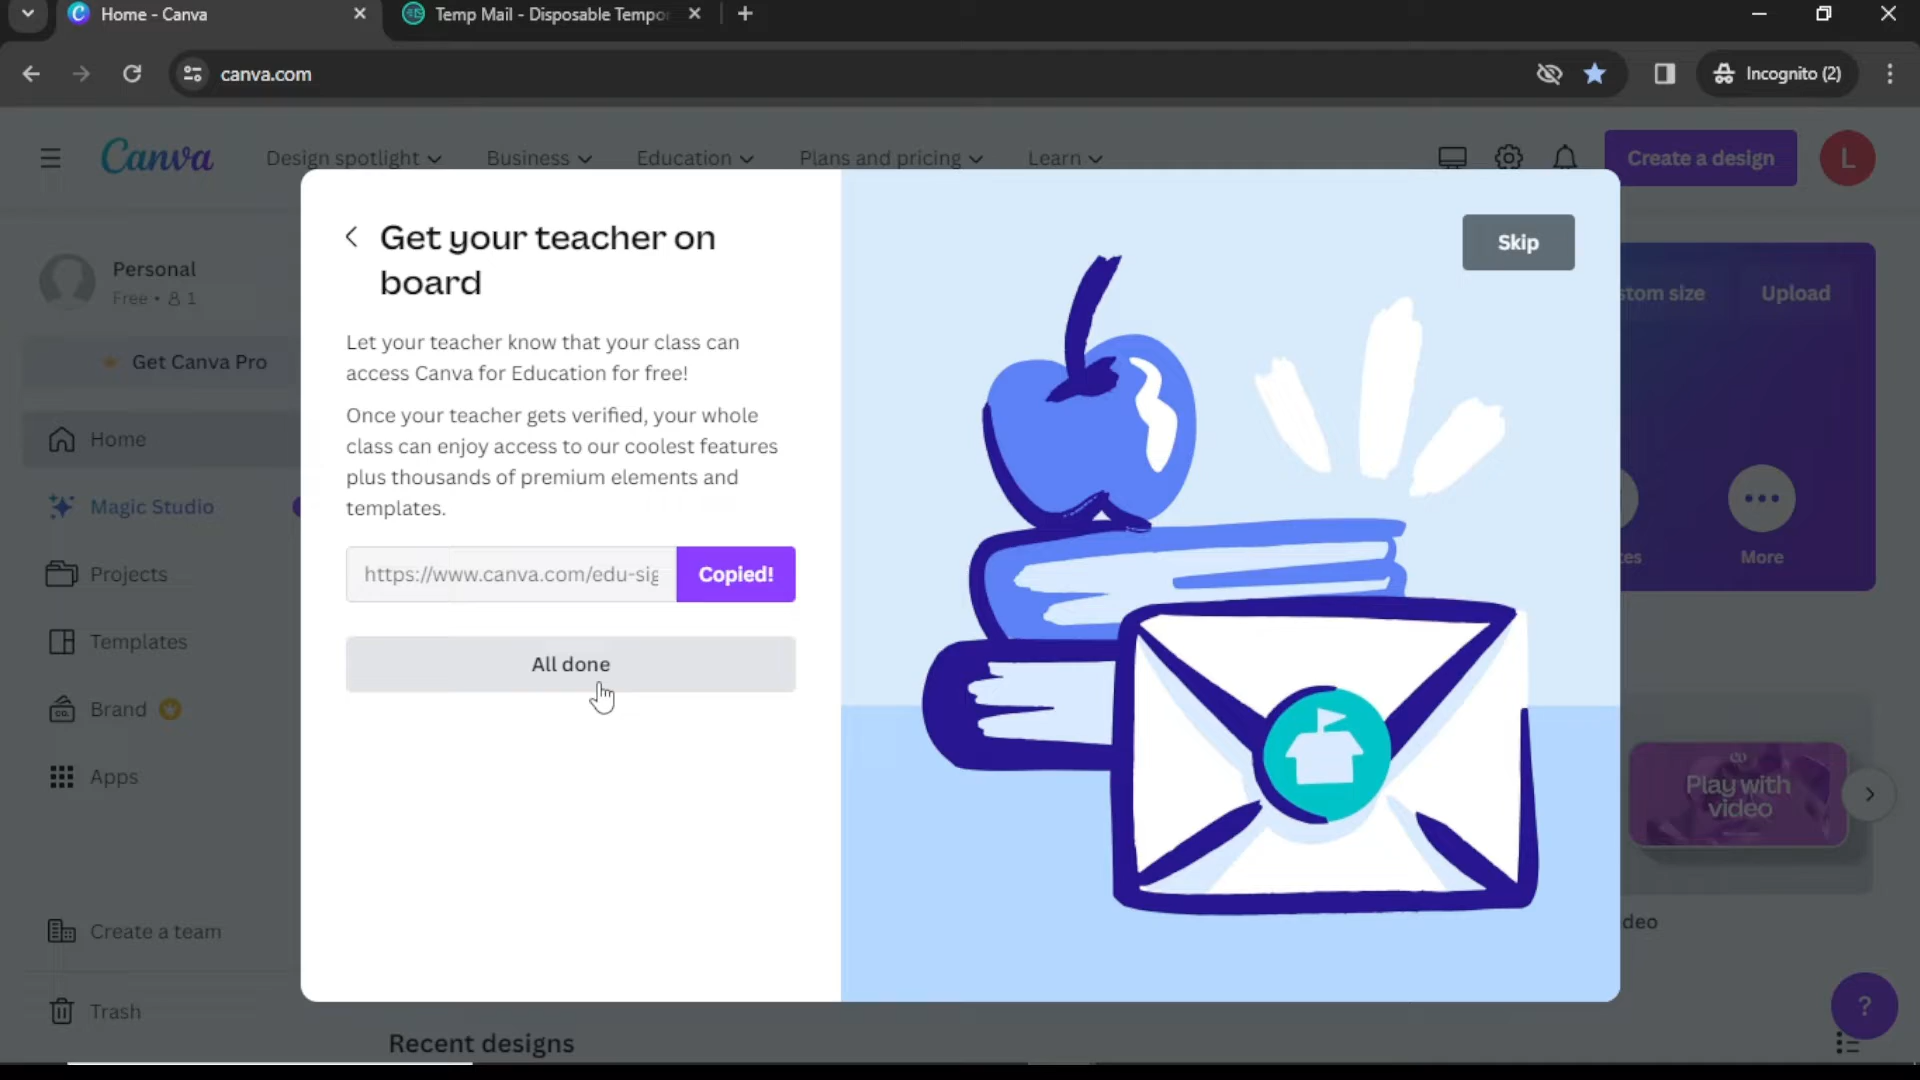 Home - Canva
Temp Mail - Disposable Tempor
canva.com
Incognito (2)
Canva
Design spotlight
Business
Education
Plans and pricing
Learn
Create a design
L
Personal
Free • 1
Get Canva Pro
Home
Magic Studio
Projects
Templates
CO.
Brand
Apps
Create a team
Trash
Get your teacher on
board
Let your teacher know that your class can
access Canva for Education for free!
Once your teacher gets verified, your whole
class can enjoy access to our coolest features
plus thousands of premium elements and
templates.
https://www.canva.com/edu-sig
Copied!
All done
Skip
stom size
Upload
es
More
Play with
video
deo
?
Recent designs